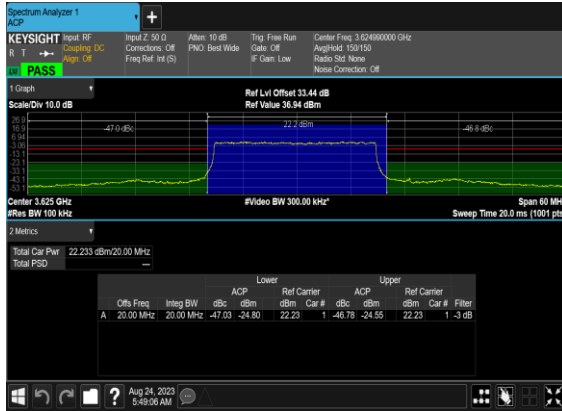 Spectrum Analyzer 1
ACP
+
KEYSIGHT Input: RF Input Z: 50 Ω Atten: 10 dB Trig: Free Run Center Freq: 3.624990000 GHz
R T Coupling: DC Corrections: Off PNO: Best Wide Gate: Off Avg|Hold: 150/150
Align: Off Freq Ref: Int (S) IF Gain: Low Radio Std: None
LXI PASS Noise Correction: Off
1 Graph Ref Lvl Offset 33.44 dB
Scale/Div 10.0 dB Ref Value 36.94 dBm
26.9
16.9 -47.0 dBc 22.2 dBm -46.8 dBc
6.94
-3.06
-13.1
-23.1
-33.1
-43.1
-53.1
Center 3.625 GHz #Video BW 300.00 kHz* Span 60 MH
#Res BW 100 kHz Sweep Time 20.0 ms (1001 pts
2 Metrics
Total Car Pwr 22.233 dBm/20.00 MHz
Total PSD —
Lower Upper
ACP Ref Carrier ACP Ref Carrier
Offs Freq Integ BW dBc dBm dBm Car # dBc dBm dBm Car # Filter
A 20.00 MHz 20.00 MHz -47.03 -24.80 22.23 1 -46.78 -24.55 22.23 1 -3 dB
? Aug 24, 2023
5:49:06 AM